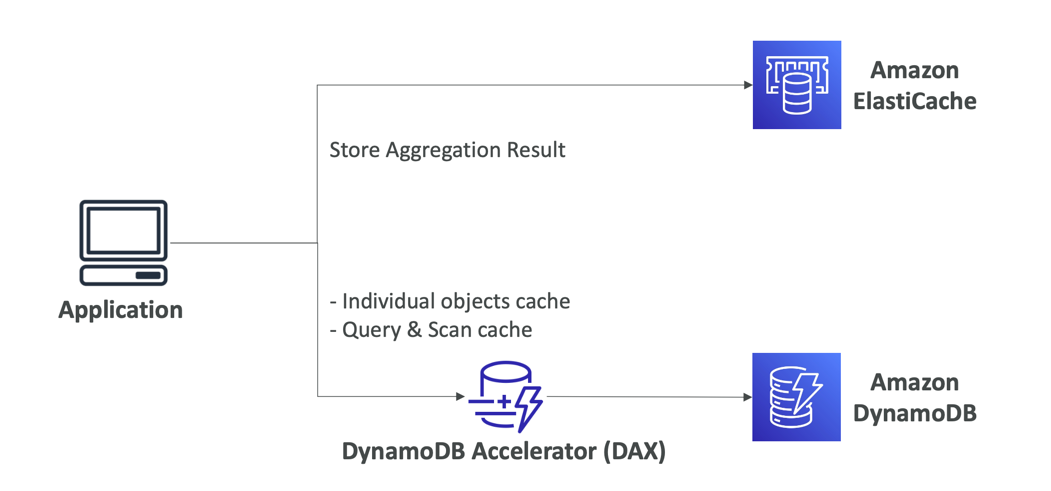 Amazon
ElastiCache
Store Aggregation Result
Application
- Individual objects cache
- Query & Scan cache
Amazon
DynamoDB
DynamoDB Accelerator (DAX)